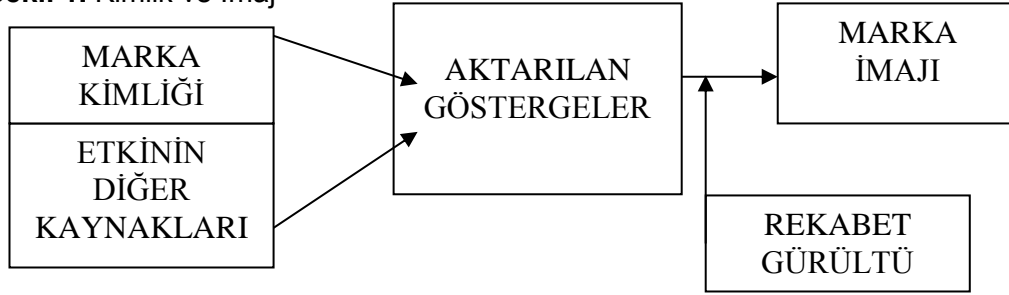 1: Kimlik ve İmaj
MARKA
KİMLİĞİ
ETKİNİN
DİĞER
KAYNAKLARI
AKTARILAN
GÖSTERGELER
MARKA
İMAJI
REKABET
GÜRÜLTÜ